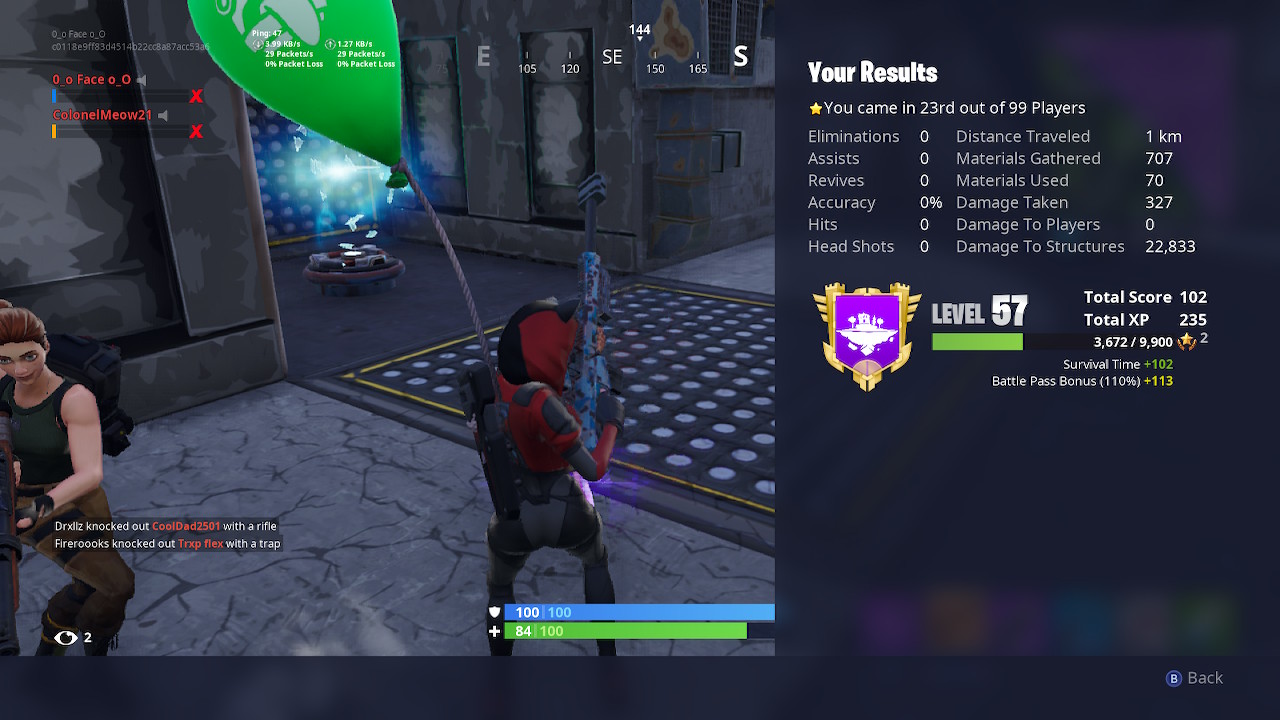 0_o Face o_O
Ping: 47
3.99 KB/s 1.27 KB/s
29 Packets/s 29 Packets/s
0% Packet Loss 0% Packet Loss
0_o Face o_O
X
ColonelMeow21
X
144
E 105 120 SE 150 165 S
Drxllz knocked out CoolDad2501 with a rifle
Fireroooks knocked out Trxp flex with a trap
2
100 100
84 100
Your Results
You came in 23rd out of 99 Players
Eliminations 0 Distance Traveled 1 km
Assists 0 Materials Gathered 707
Revives 0 Materials Used 70
Accuracy 0% Damage Taken 327
Hits 0 Damage To Players 0
Head Shots 0 Damage To Structures 22,833
LEVEL 57
Total Score 102
Total XP 235
3,672 / 9,900 2
Survival Time +102
Battle Pass Bonus (110%) +113
B Back